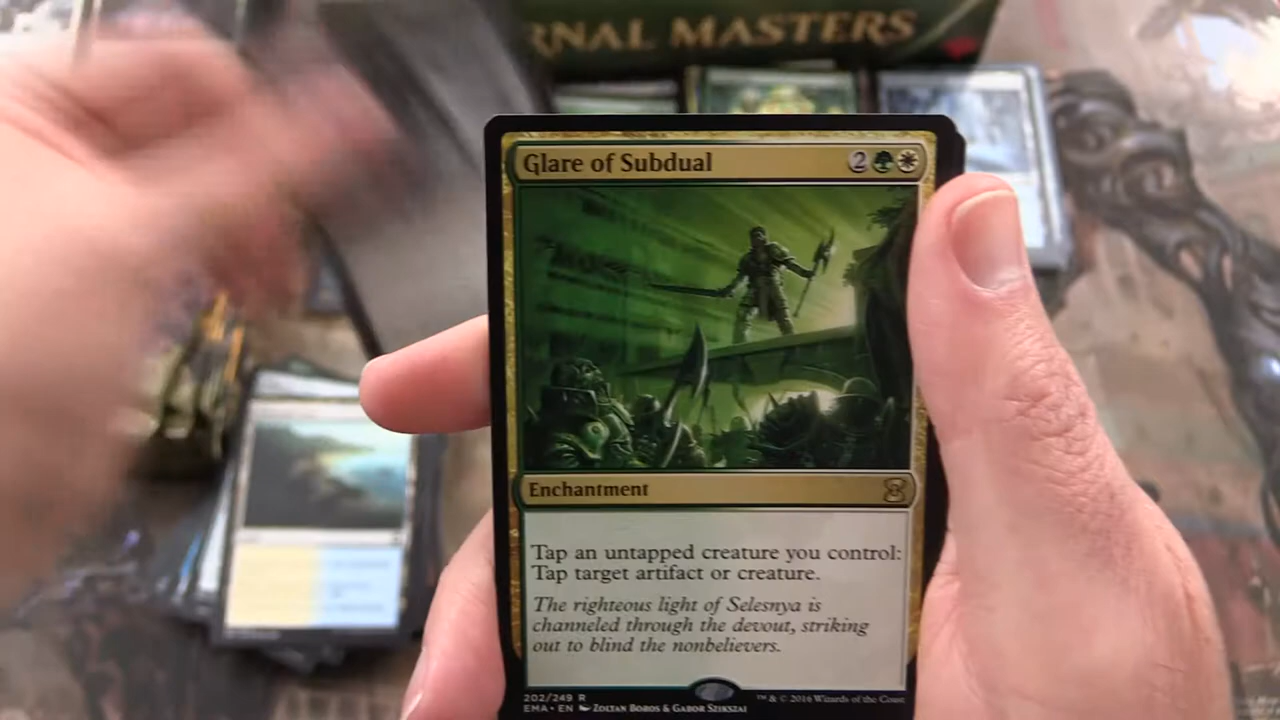 RNAL MASTERS
Glare of Subdual 2
Enchantment
Tap an untapped creature you control:
Tap target artifact or creature.
The righteous light of Selesnya is
channeled through the devout, striking
out to blind the nonbelievers.
202/249 R
EMA • EN Zoltan Boros & Gabor Szikszai
™ & © 2016 Wizards of the Coast